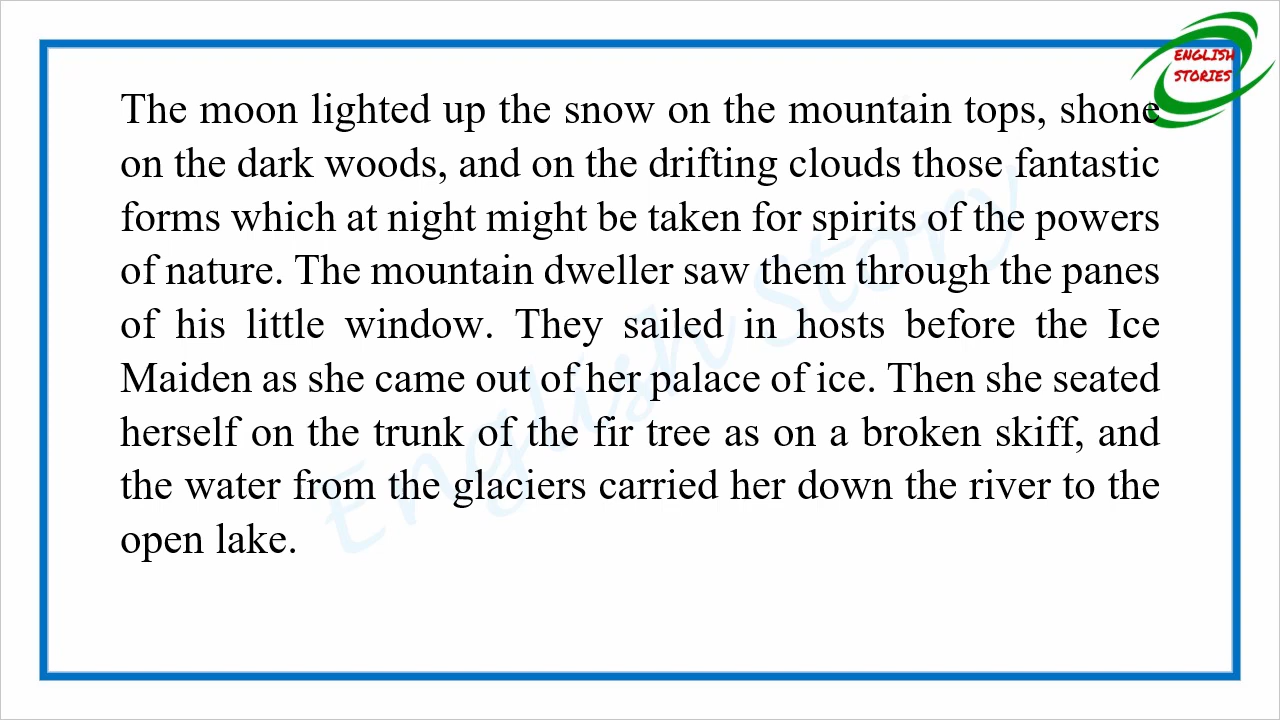 ENGLISH
STORIES
The moon lighted up the snow on the mountain tops, shone
on the dark woods, and on the drifting clouds those fantastic
forms which at night might be taken for spirits of the powers
of nature. The mountain dweller saw them through the panes
of his little window. They sailed in hosts before the Ice
Maiden as she came out of her palace of ice. Then she seated
herself on the trunk of the fir tree as on a broken skiff, and
the water from the glaciers carried her down the river to the
open lake.
English Story